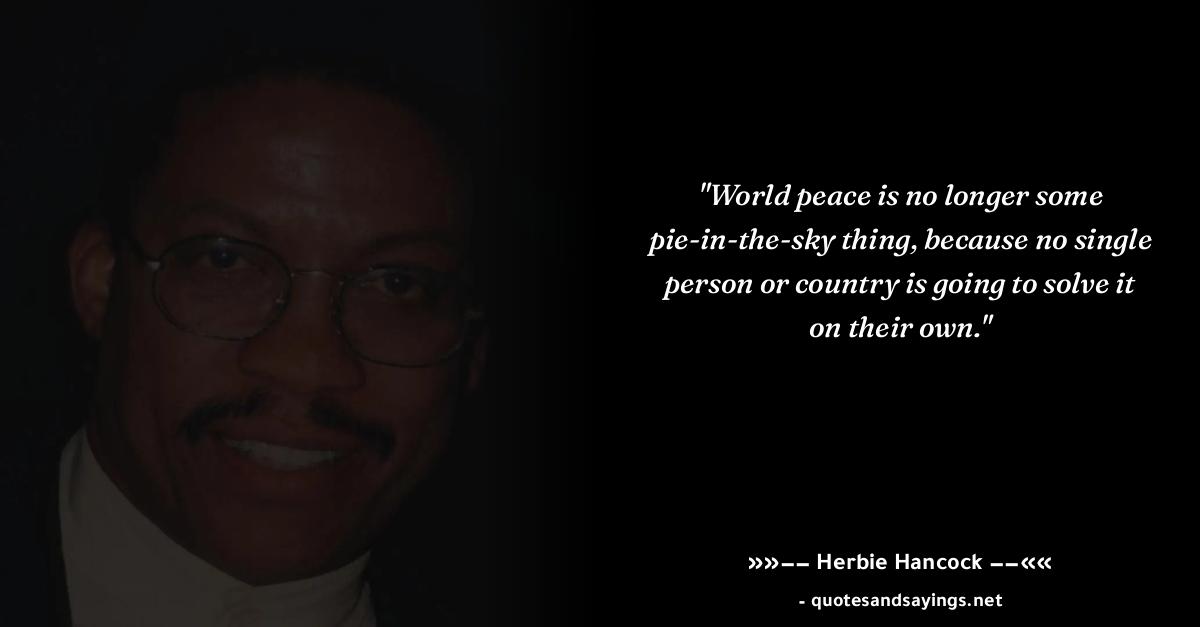 "World peace is no longer some
pie-in-the-sky thing, because no single
person or country is going to solve it
on their own."
»»–– Herbie Hancock ––««
- quotesandsayings.net